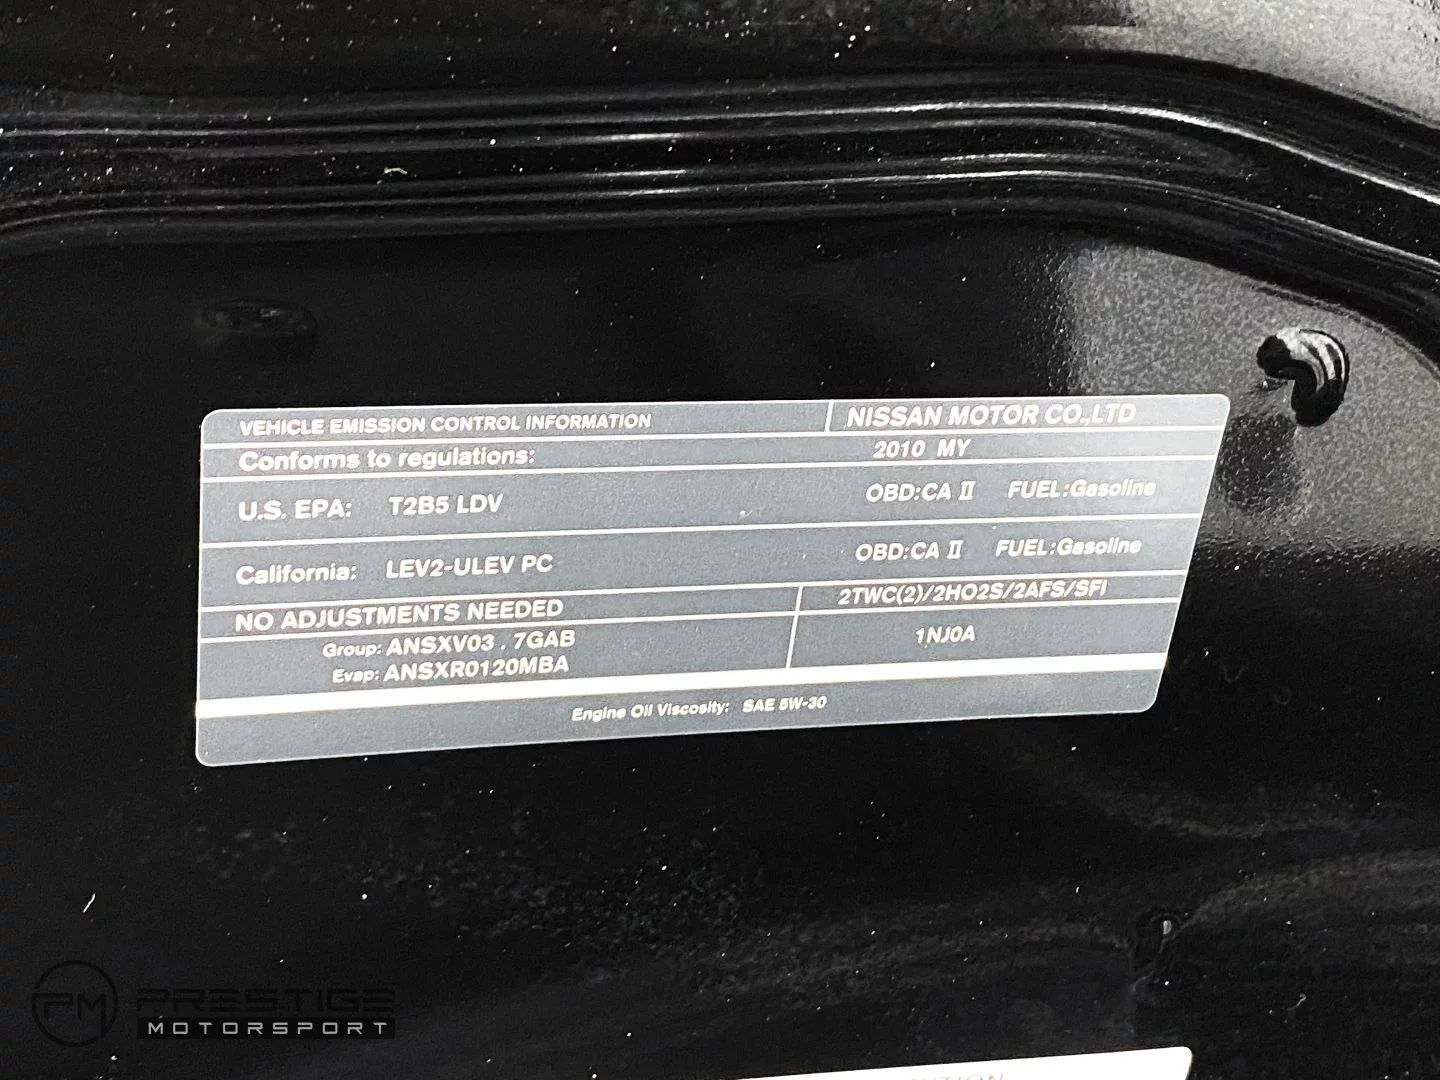 VEHICLE EMISSION CONTROL INFORMATION NISSAN MOTOR CO.,LTD
Conforms to regulations: 2010 MY
U.S. EPA: T2B5 LDV OBD:CA II FUEL:Gasoline
California: LEV2-ULEV PC OBD:CA II FUEL:Gasoline
NO ADJUSTMENTS NEEDED 2TWC(2)/2HO2S/2AFS/SFI
Group: ANSXV03 . 7GAB 1NJ0A
Evap: ANSXR0120MBA
Engine Oil Viscosity: SAE 5W-30
PM PRESTIGE
MOTORSPORT